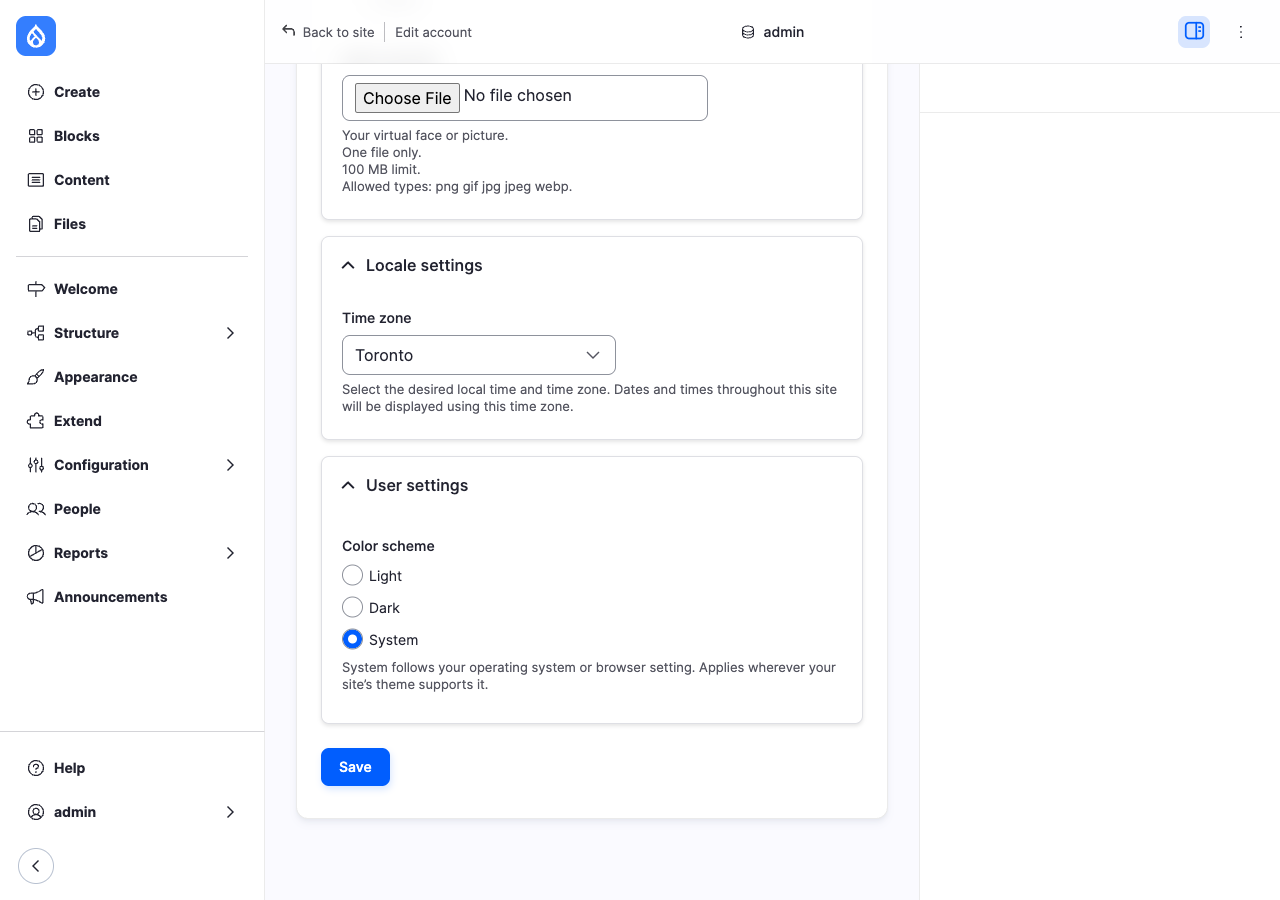 Back to site
Edit account
admin
Create
Blocks
Content
Files
Welcome
Structure
Appearance
Extend
Configuration
People
Reports
Announcements
Help
admin
Choose File No file chosen
Your virtual face or picture.
One file only.
100 MB limit.
Allowed types: png gif jpg jpeg webp.
Locale settings
Time zone
Toronto
Select the desired local time and time zone. Dates and times throughout this site
will be displayed using this time zone.
User settings
Color scheme
Light
Dark
System
System follows your operating system or browser setting. Applies wherever your
site’s theme supports it.
Save